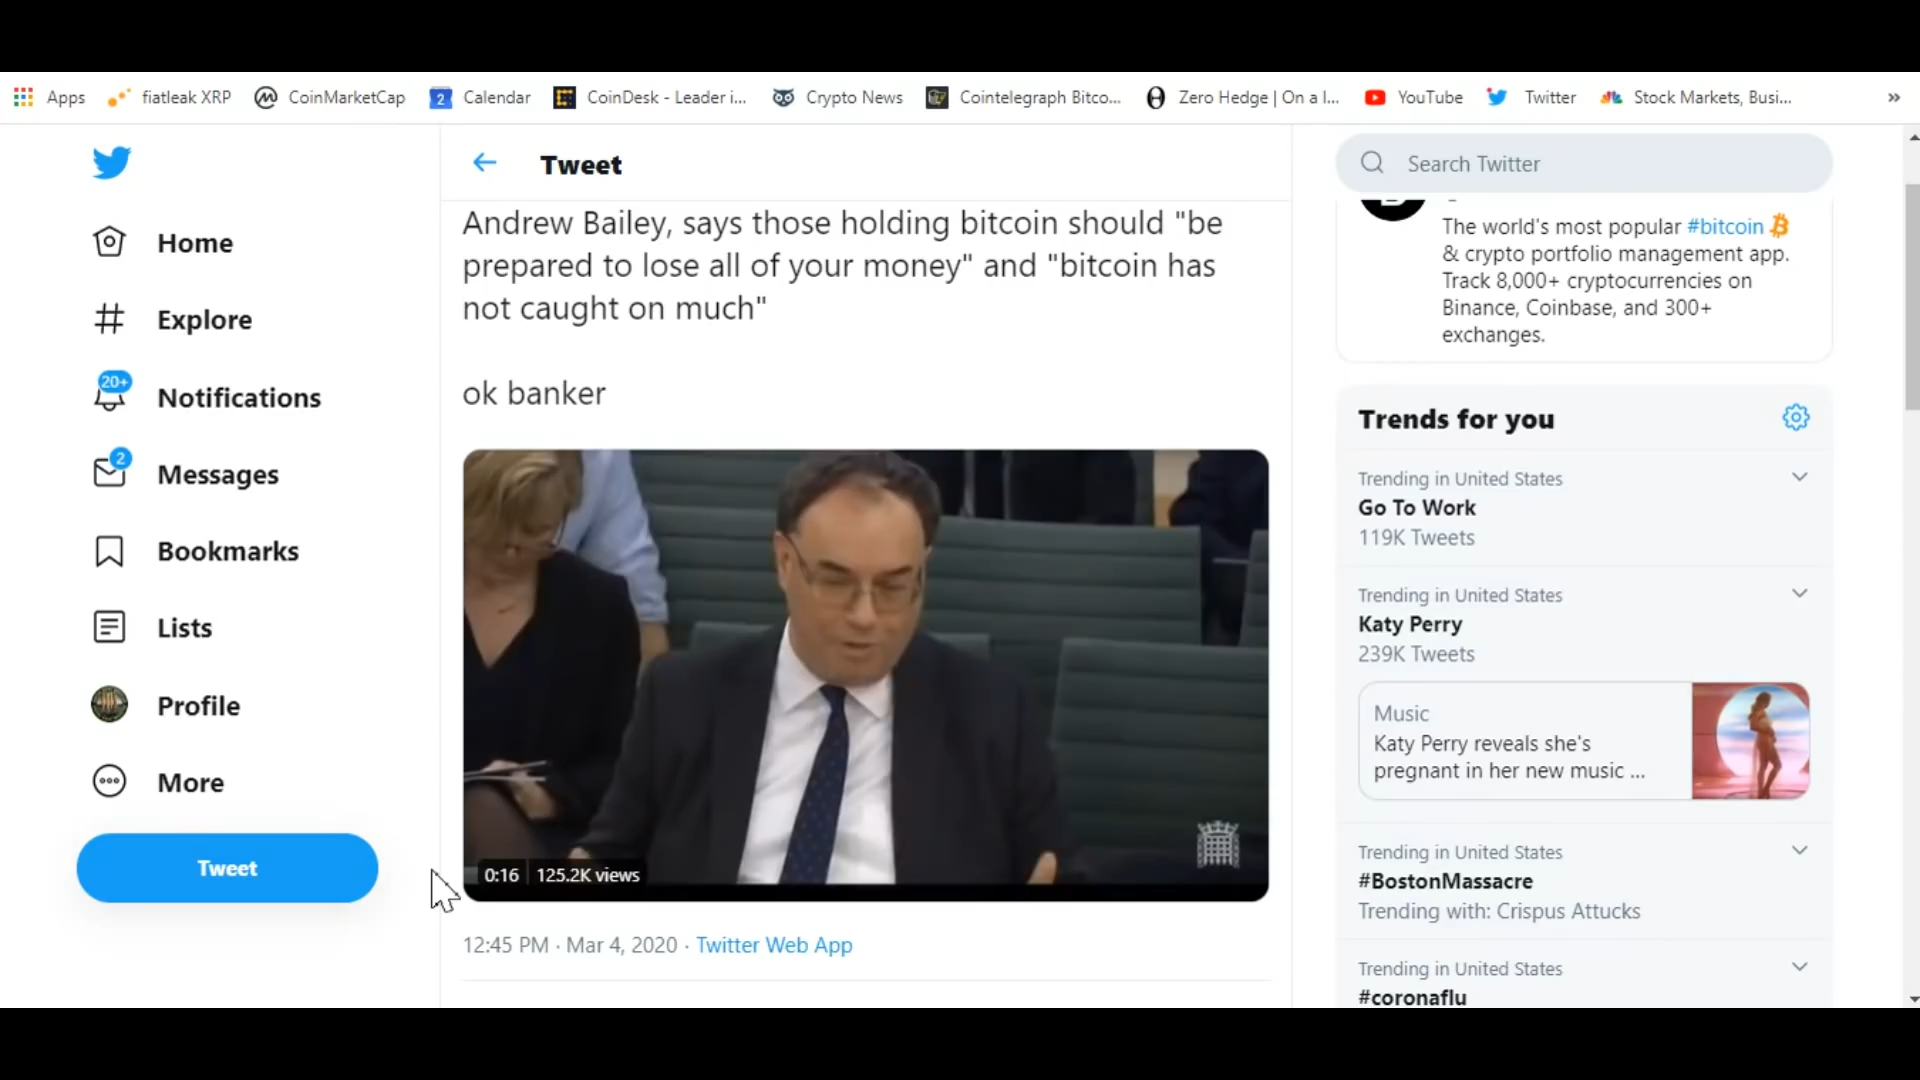 Apps
fiatleak XRP
CoinMarketCap
2
Calendar
CoinDesk - Leader i...
Crypto News
Cointelegraph Bitco...
Zero Hedge | On a l...
YouTube
Twitter
Stock Markets, Busi...
»
Home
Explore
20+
Notifications
2
Messages
Bookmarks
Lists
Profile
More
Tweet
Tweet
Andrew Bailey, says those holding bitcoin should "be
prepared to lose all of your money" and "bitcoin has
not caught on much"
ok banker
0:16
125.2K views
12:45 PM · Mar 4, 2020 · Twitter Web App
Search Twitter
The world's most popular #bitcoin
& crypto portfolio management app.
Track 8,000+ cryptocurrencies on
Binance, Coinbase, and 300+
exchanges.
Trends for you
Trending in United States
Go To Work
119K Tweets
Trending in United States
Katy Perry
239K Tweets
Music
Katy Perry reveals she's
pregnant in her new music ...
Trending in United States
#BostonMassacre
Trending with: Crispus Attucks
Trending in United States
#coronaflu